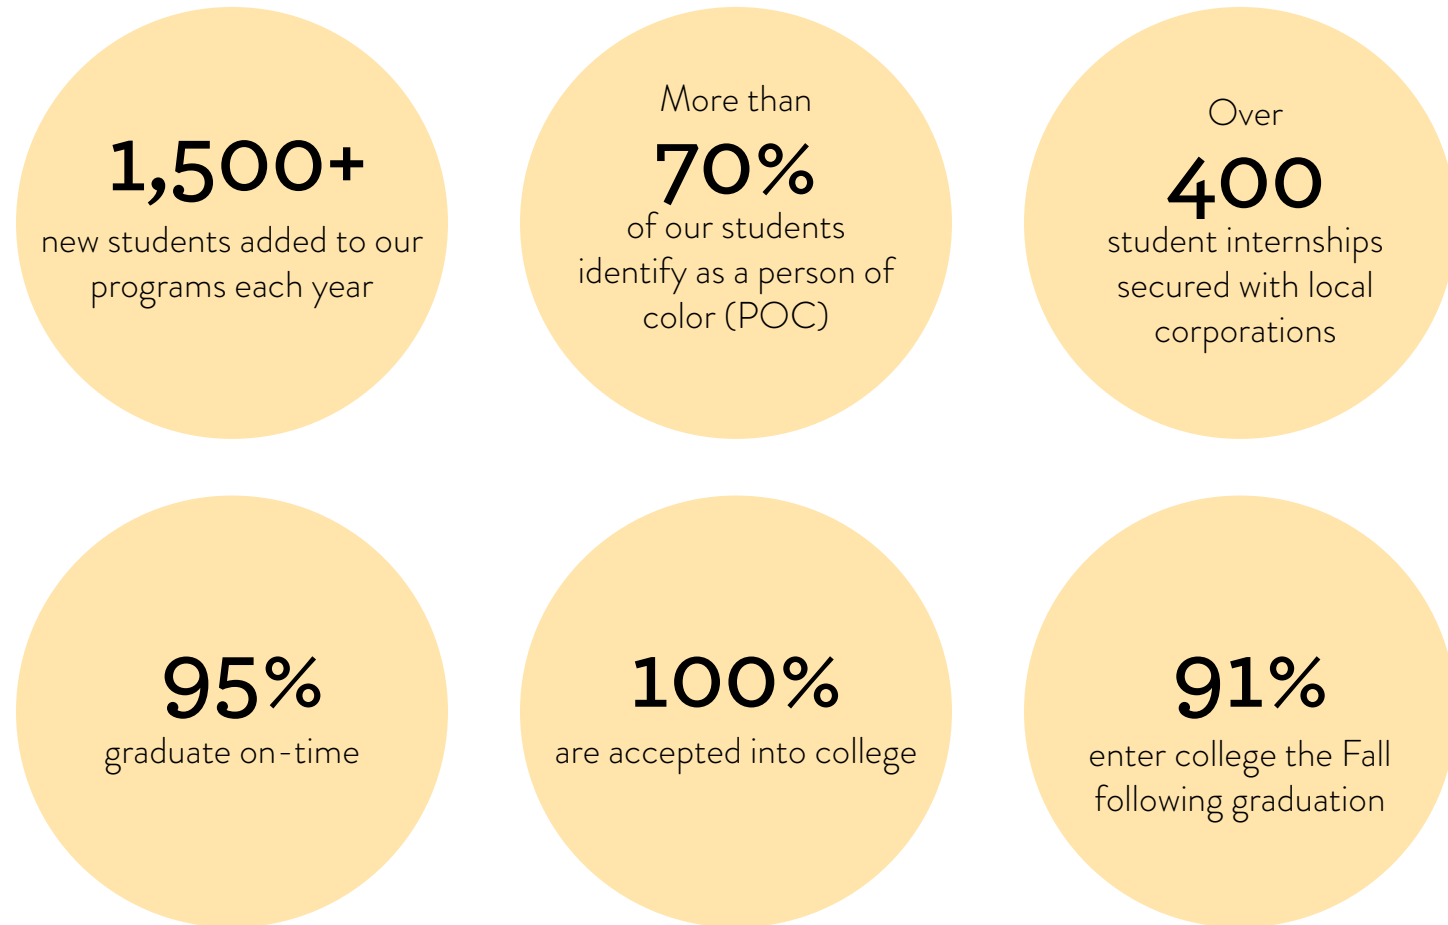 1,500+
new students added to our
programs each year
More than
70%
of our students
identify as a person of
color (POC)
Over
400
student internships
secured with local
corporations
95%
graduate on-time
100%
are accepted into college
91%
enter college the Fall
following graduation